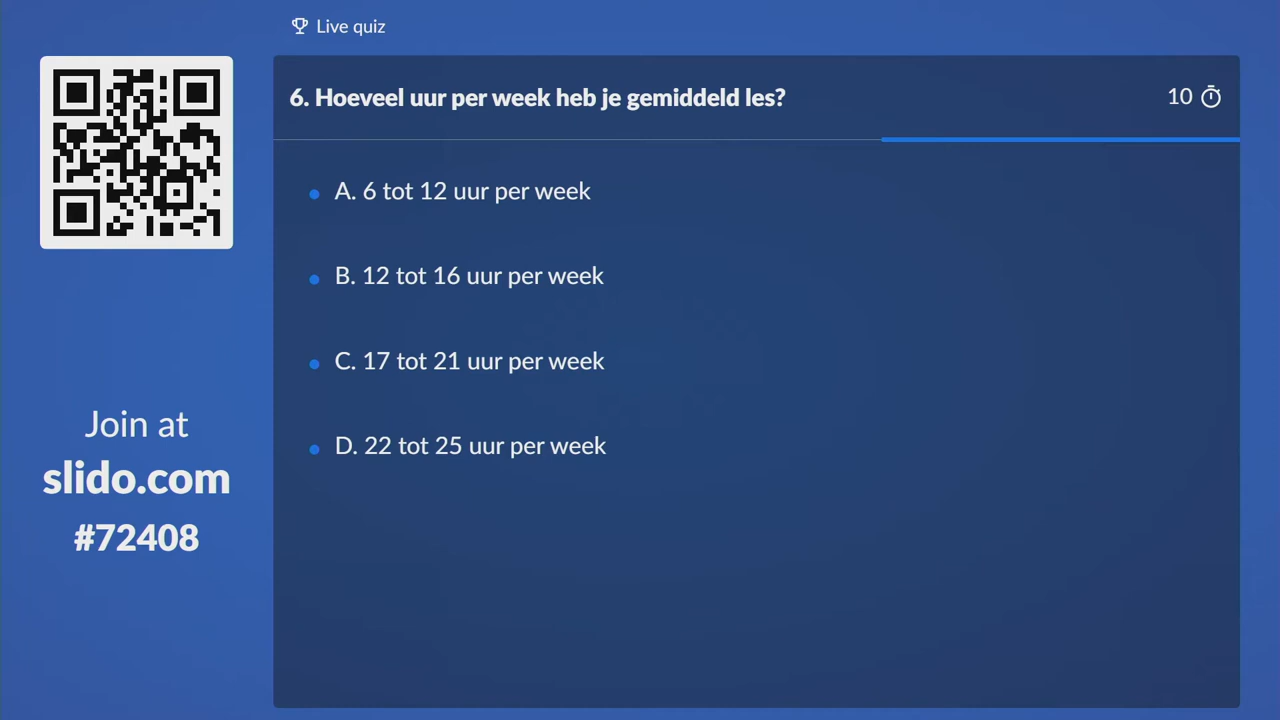 Live quiz
6. Hoeveel uur per week heb je gemiddeld les?
10
A. 6 tot 12 uur per week
B. 12 tot 16 uur per week
C. 17 tot 21 uur per week
D. 22 tot 25 uur per week
Join at
slido.com
#72408